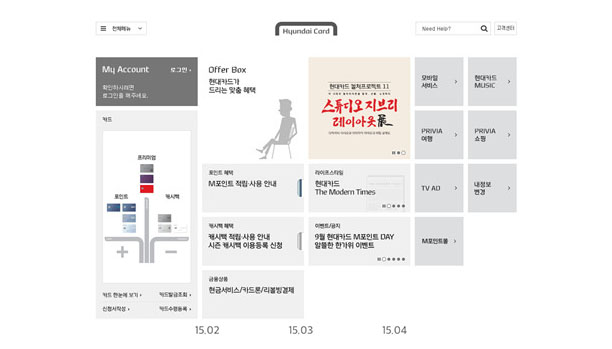 전체메뉴
Hyundai Card
Need Help?
고객센터
My Account
로그인 ›
확인하시려면
로그인을 해주세요.
Offer Box
현대카드가
드리는 맞춤 혜택
현대카드 컬처프로젝트 11
스튜디오 지브리
레이아웃 展
모바일
서비스
현대카드
MUSIC
카드
프리미엄
포인트
캐시백
PRIVIA
여행
PRIVIA
쇼핑
포인트 혜택
M포인트 적립·사용 안내
라이프스타일
현대카드
The Modern Times
TV AD
내정보
변경
캐시백 혜택
캐시백 적립·사용 안내
시즌 캐시백 이용등록 신청
이벤트/공지
9월 현대카드 M포인트 DAY
알뜰한 한가위 이벤트
M포인트몰
금융상품
현금서비스/카드론/리볼빙결제
카드 한눈에 보기 ›
카드발급조회 ›
신청서작성 ›
카드수령등록 ›
15.02
15.03
15.04